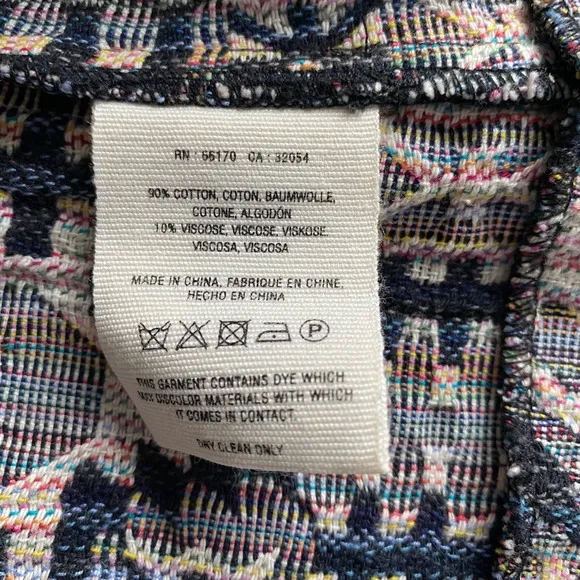 RN : 56170 CA : 32054
90% COTTON, COTON, BAUMWOLLE,
COTONE, ALGODÓN
10% VISCOSE, VISCOSE, VISKOSE,
VISCOSA, VISCOSA
MADE IN CHINA, FABRIQUE EN CHINE,
HECHO EN CHINA
P
THIS GARMENT CONTAINS DYE WHICH
MAY DISCOLOR MATERIALS WITH WHICH
IT COMES IN CONTACT.
DRY CLEAN ONLY